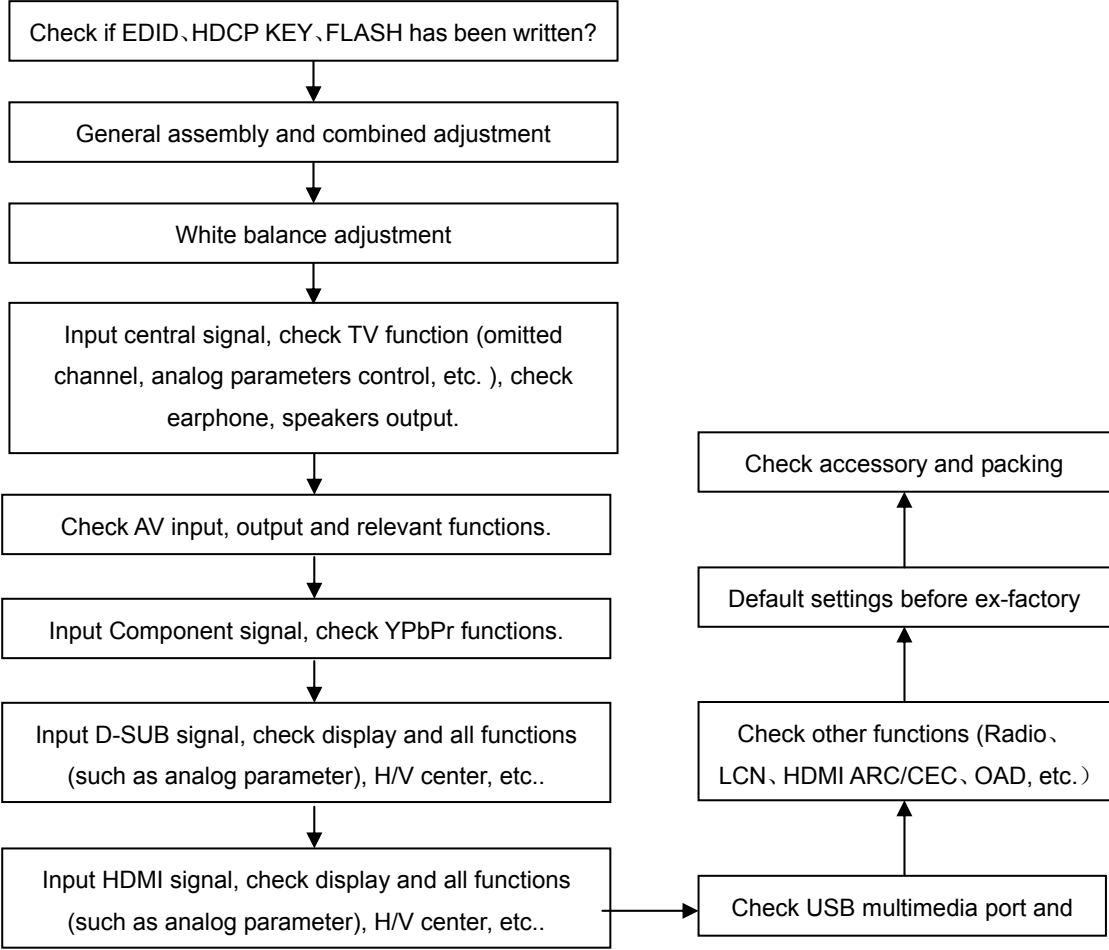 Check if EDID、HDCP KEY、FLASH has been written?
General assembly and combined adjustment
White balance adjustment
Input central signal, check TV function (omitted
channel, analog parameters control, etc. ), check
earphone, speakers output.
Check AV input, output and relevant functions.
Input Component signal, check YPbPr functions.
Input D-SUB signal, check display and all functions
(such as analog parameter), H/V center, etc..
Input HDMI signal, check display and all functions
(such as analog parameter), H/V center, etc..
Check USB multimedia port and
Check other functions (Radio、
LCN、HDMI ARC/CEC、OAD, etc.）
Default settings before ex-factory
Check accessory and packing